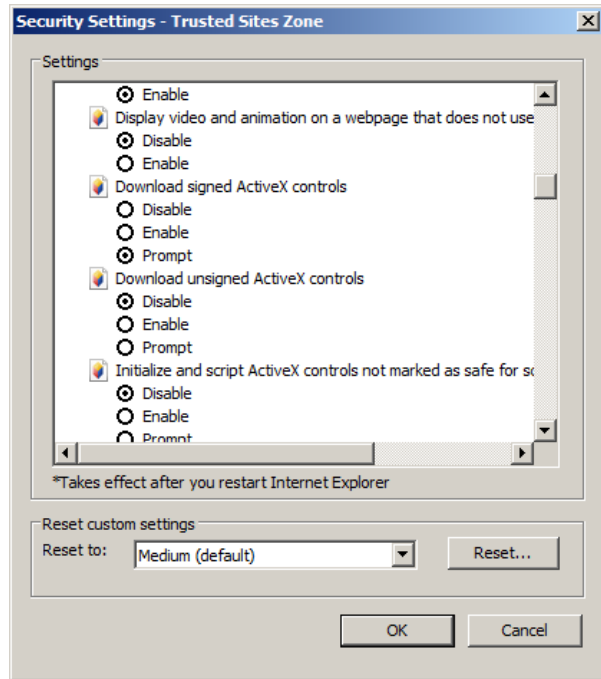 Security Settings - Trusted Sites Zone
Settings
Enable
Display video and animation on a webpage that does not use
Disable
Enable
Download signed ActiveX controls
Disable
Enable
Prompt
Download unsigned ActiveX controls
Disable
Enable
Prompt
Initialize and script ActiveX controls not marked as safe for sc
Disable
Enable
Prompt
*Takes effect after you restart Internet Explorer
Reset custom settings
Reset to: Medium (default) Reset...
OK Cancel